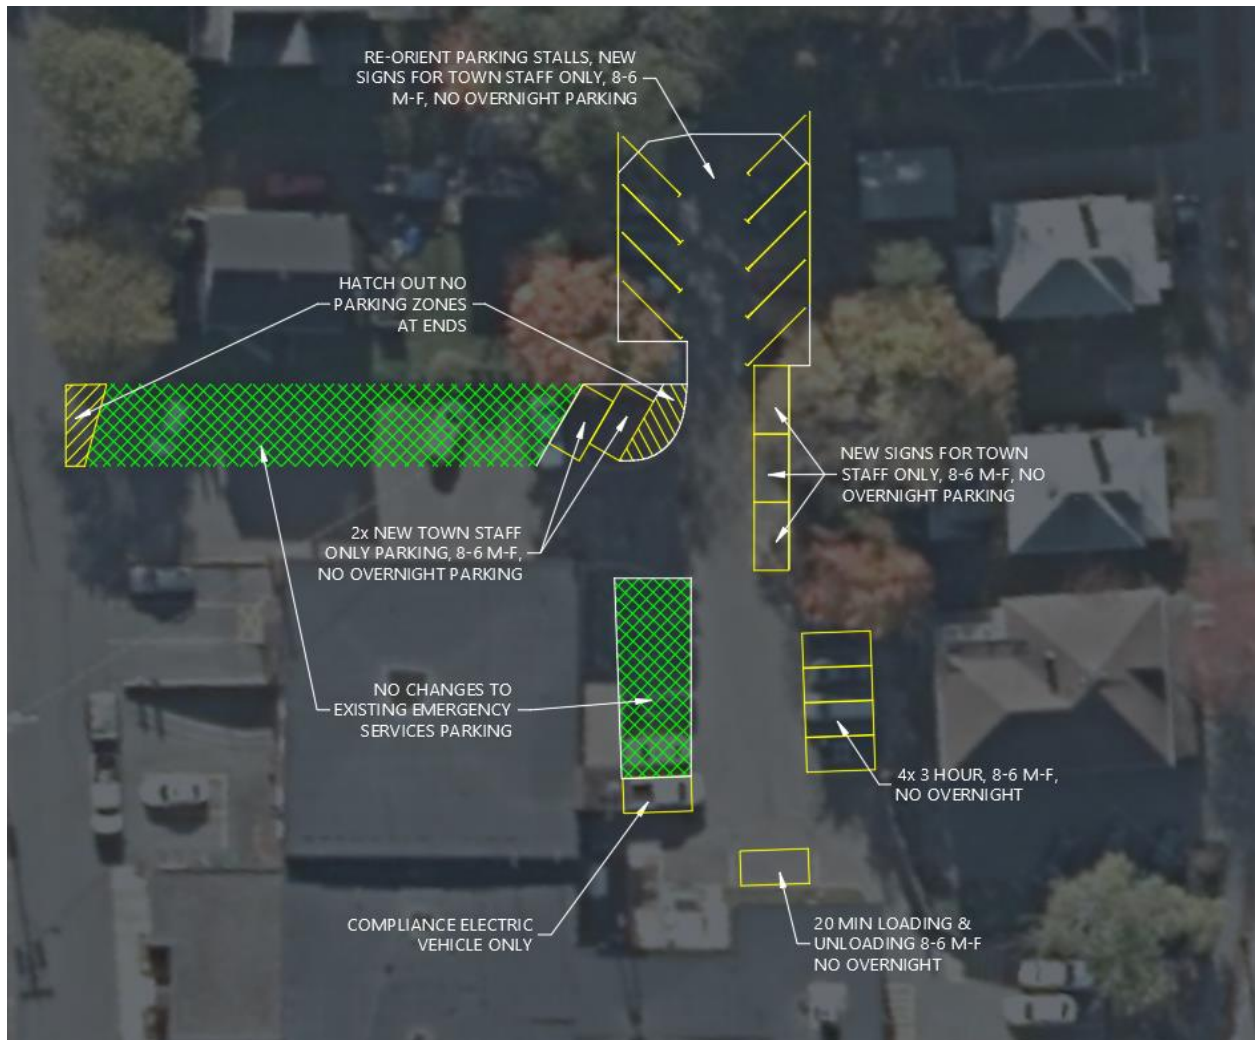 RE-ORIENT PARKING STALLS, NEW
SIGNS FOR TOWN STAFF ONLY, 8-6
M-F, NO OVERNIGHT PARKING
HATCH OUT NO
PARKING ZONES
AT ENDS
NEW SIGNS FOR TOWN
STAFF ONLY, 8-6 M-F, NO
OVERNIGHT PARKING
2x NEW TOWN STAFF
ONLY PARKING, 8-6 M-F,
NO OVERNIGHT PARKING
NO CHANGES TO
EXISTING EMERGENCY
SERVICES PARKING
4x 3 HOUR, 8-6 M-F,
NO OVERNIGHT
COMPLIANCE ELECTRIC
VEHICLE ONLY
20 MIN LOADING &
UNLOADING 8-6 M-F
NO OVERNIGHT